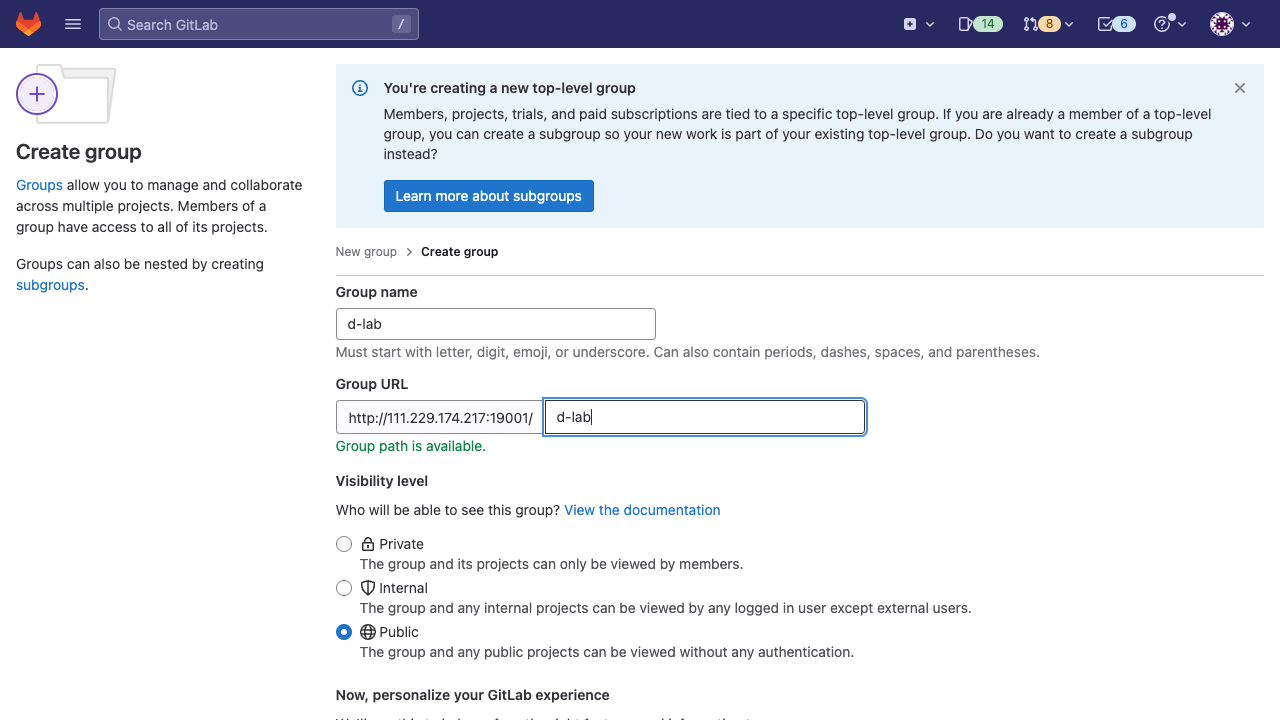 Search GitLab
/
14
8
6
Create group
Groups allow you to manage and collaborate
across multiple projects. Members of a
group have access to all of its projects.
Groups can also be nested by creating
subgroups.
You're creating a new top-level group
Members, projects, trials, and paid subscriptions are tied to a specific top-level group. If you are already a member of a top-level
group, you can create a subgroup so your new work is part of your existing top-level group. Do you want to create a subgroup
instead?
Learn more about subgroups
New group
Create group
Group name
d-lab
Must start with letter, digit, emoji, or underscore. Can also contain periods, dashes, spaces, and parentheses.
Group URL
http://111.229.174.217:19001/
d-lab
Group path is available.
Visibility level
Who will be able to see this group? View the documentation
Private
The group and its projects can only be viewed by members.
Internal
The group and any internal projects can be viewed by any logged in user except external users.
Public
The group and any public projects can be viewed without any authentication.
Now, personalize your GitLab experience